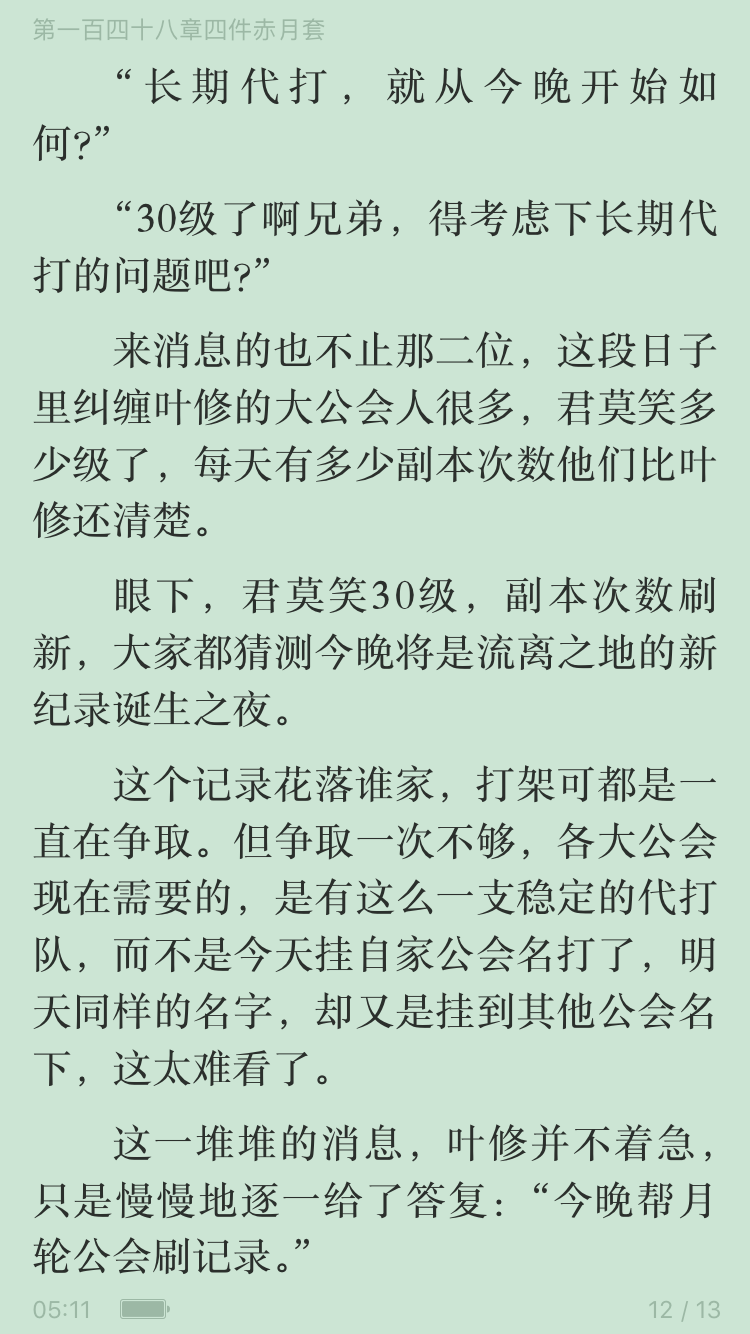 第一百四十八章四件赤月套
“长期代打，就从今晚开始如
何?”
“30级了啊兄弟，得考虑下长期代
打的问题吧?”
来消息的也不止那二位，这段日子
里纠缠叶修的大公会人很多，君莫笑多
少级了，每天有多少副本次数他们比叶
修还清楚。
眼下，君莫笑30级，副本次数刷
新，大家都猜测今晚将是流离之地的新
纪录诞生之夜。
这个记录花落谁家，打架可都是一
直在争取。但争取一次不够，各大公会
现在需要的，是有这么一支稳定的代打
队，而不是今天挂自家公会名打了，明
天同样的名字，却又是挂到其他公会名
下，这太难看了。
这一堆堆的消息，叶修并不着急，
只是慢慢地逐一给了答复：“今晚帮月
轮公会刷记录。”
05:11
12 / 13